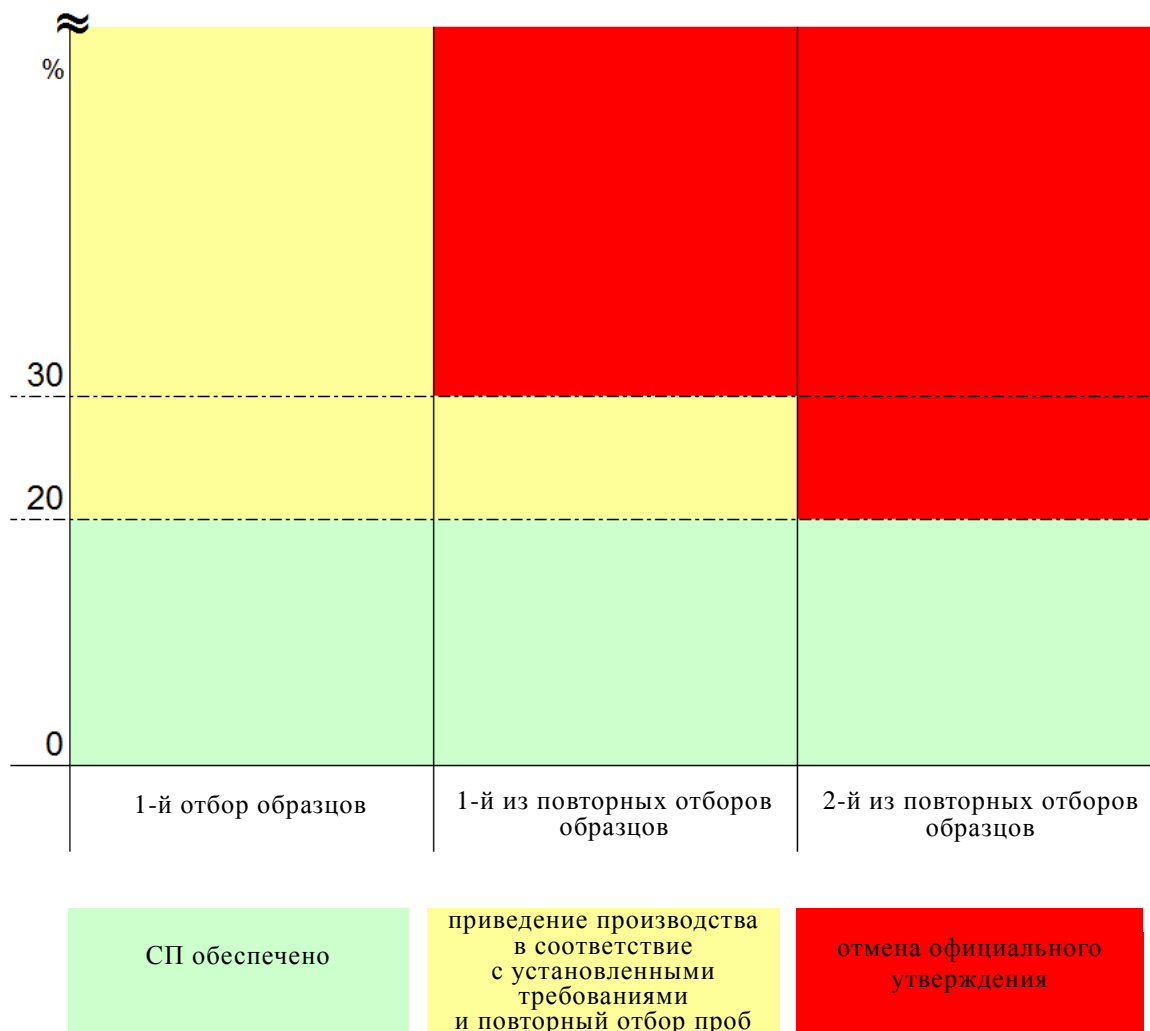 ≈
%
30
20
0
1-й отбор образцов
1-й из повторных отборов
образцов
2-й из повторных отборов
образцов
СП обеспечено
приведение производства
в соответствие
с установленными
требованиями
и повторный отбор проб
отмена официального
утверждения